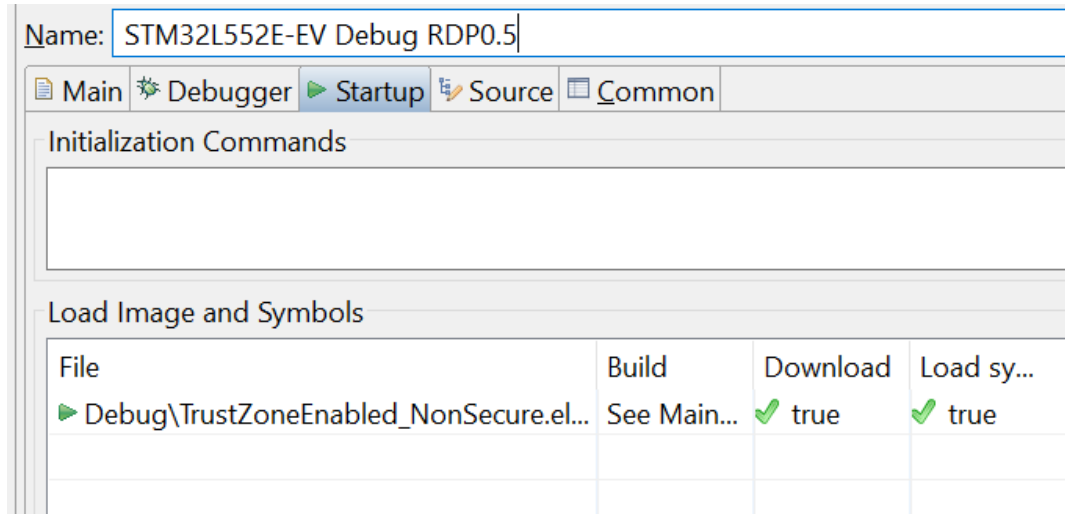 Name: STM32L552E-EV Debug RDP0.5
Main Debugger Startup Source Common
Initialization Commands
Load Image and Symbols
File Build Download Load sy...
Debug\TrustZoneEnabled_NonSecure.el... See Main... true true